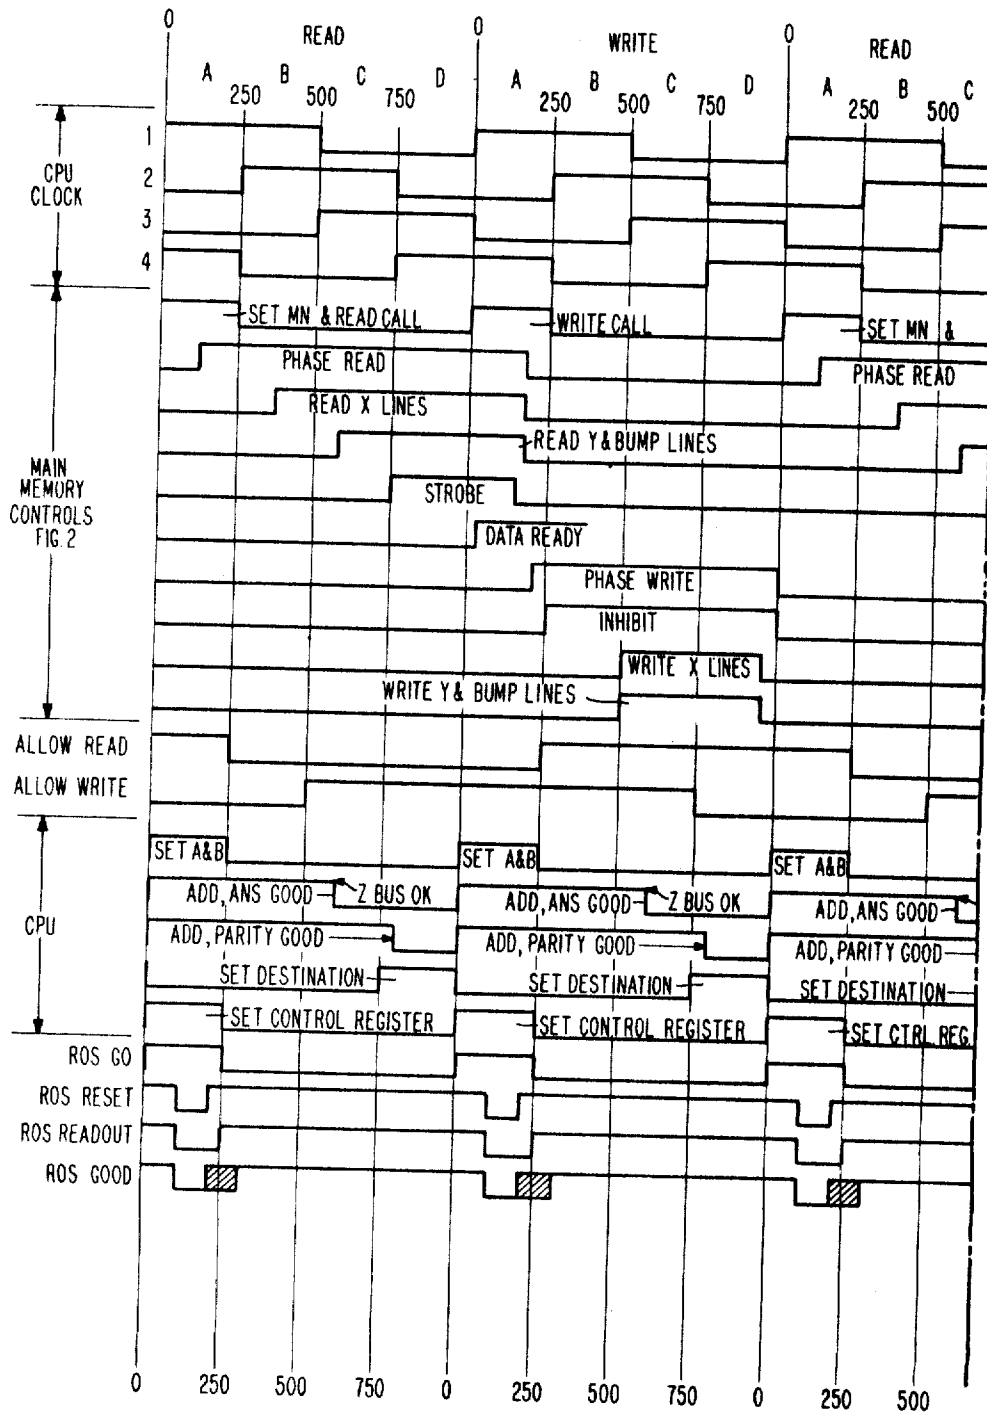 0 0 0
READ WRITE READ
A B C D A B C D A B C
250 500 750 250 500 750 250 500
CPU CLOCK
1
2
3
4
MAIN MEMORY CONTROLS FIG. 2
SET MN & READ CALL WRITE CALL SET MN &
PHASE READ PHASE READ
READ X LINES
READ Y & BUMP LINES
STROBE
DATA READY
PHASE WRITE
INHIBIT
WRITE X LINES
WRITE Y & BUMP LINES
ALLOW READ
ALLOW WRITE
CPU
SET A&B SET A&B SET A&B
ADD, ANS GOOD Z BUS OK ADD, ANS GOOD Z BUS OK ADD, ANS GOOD
ADD, PARITY GOOD ADD, PARITY GOOD ADD, PARITY GOOD
SET DESTINATION SET DESTINATION SET DESTINATION
SET CONTROL REGISTER SET CONTROL REGISTER SET CTRL REG.
ROS GO
ROS RESET
ROS READOUT
ROS GOOD
0 250 500 750 0 250 500 750 0 250 500